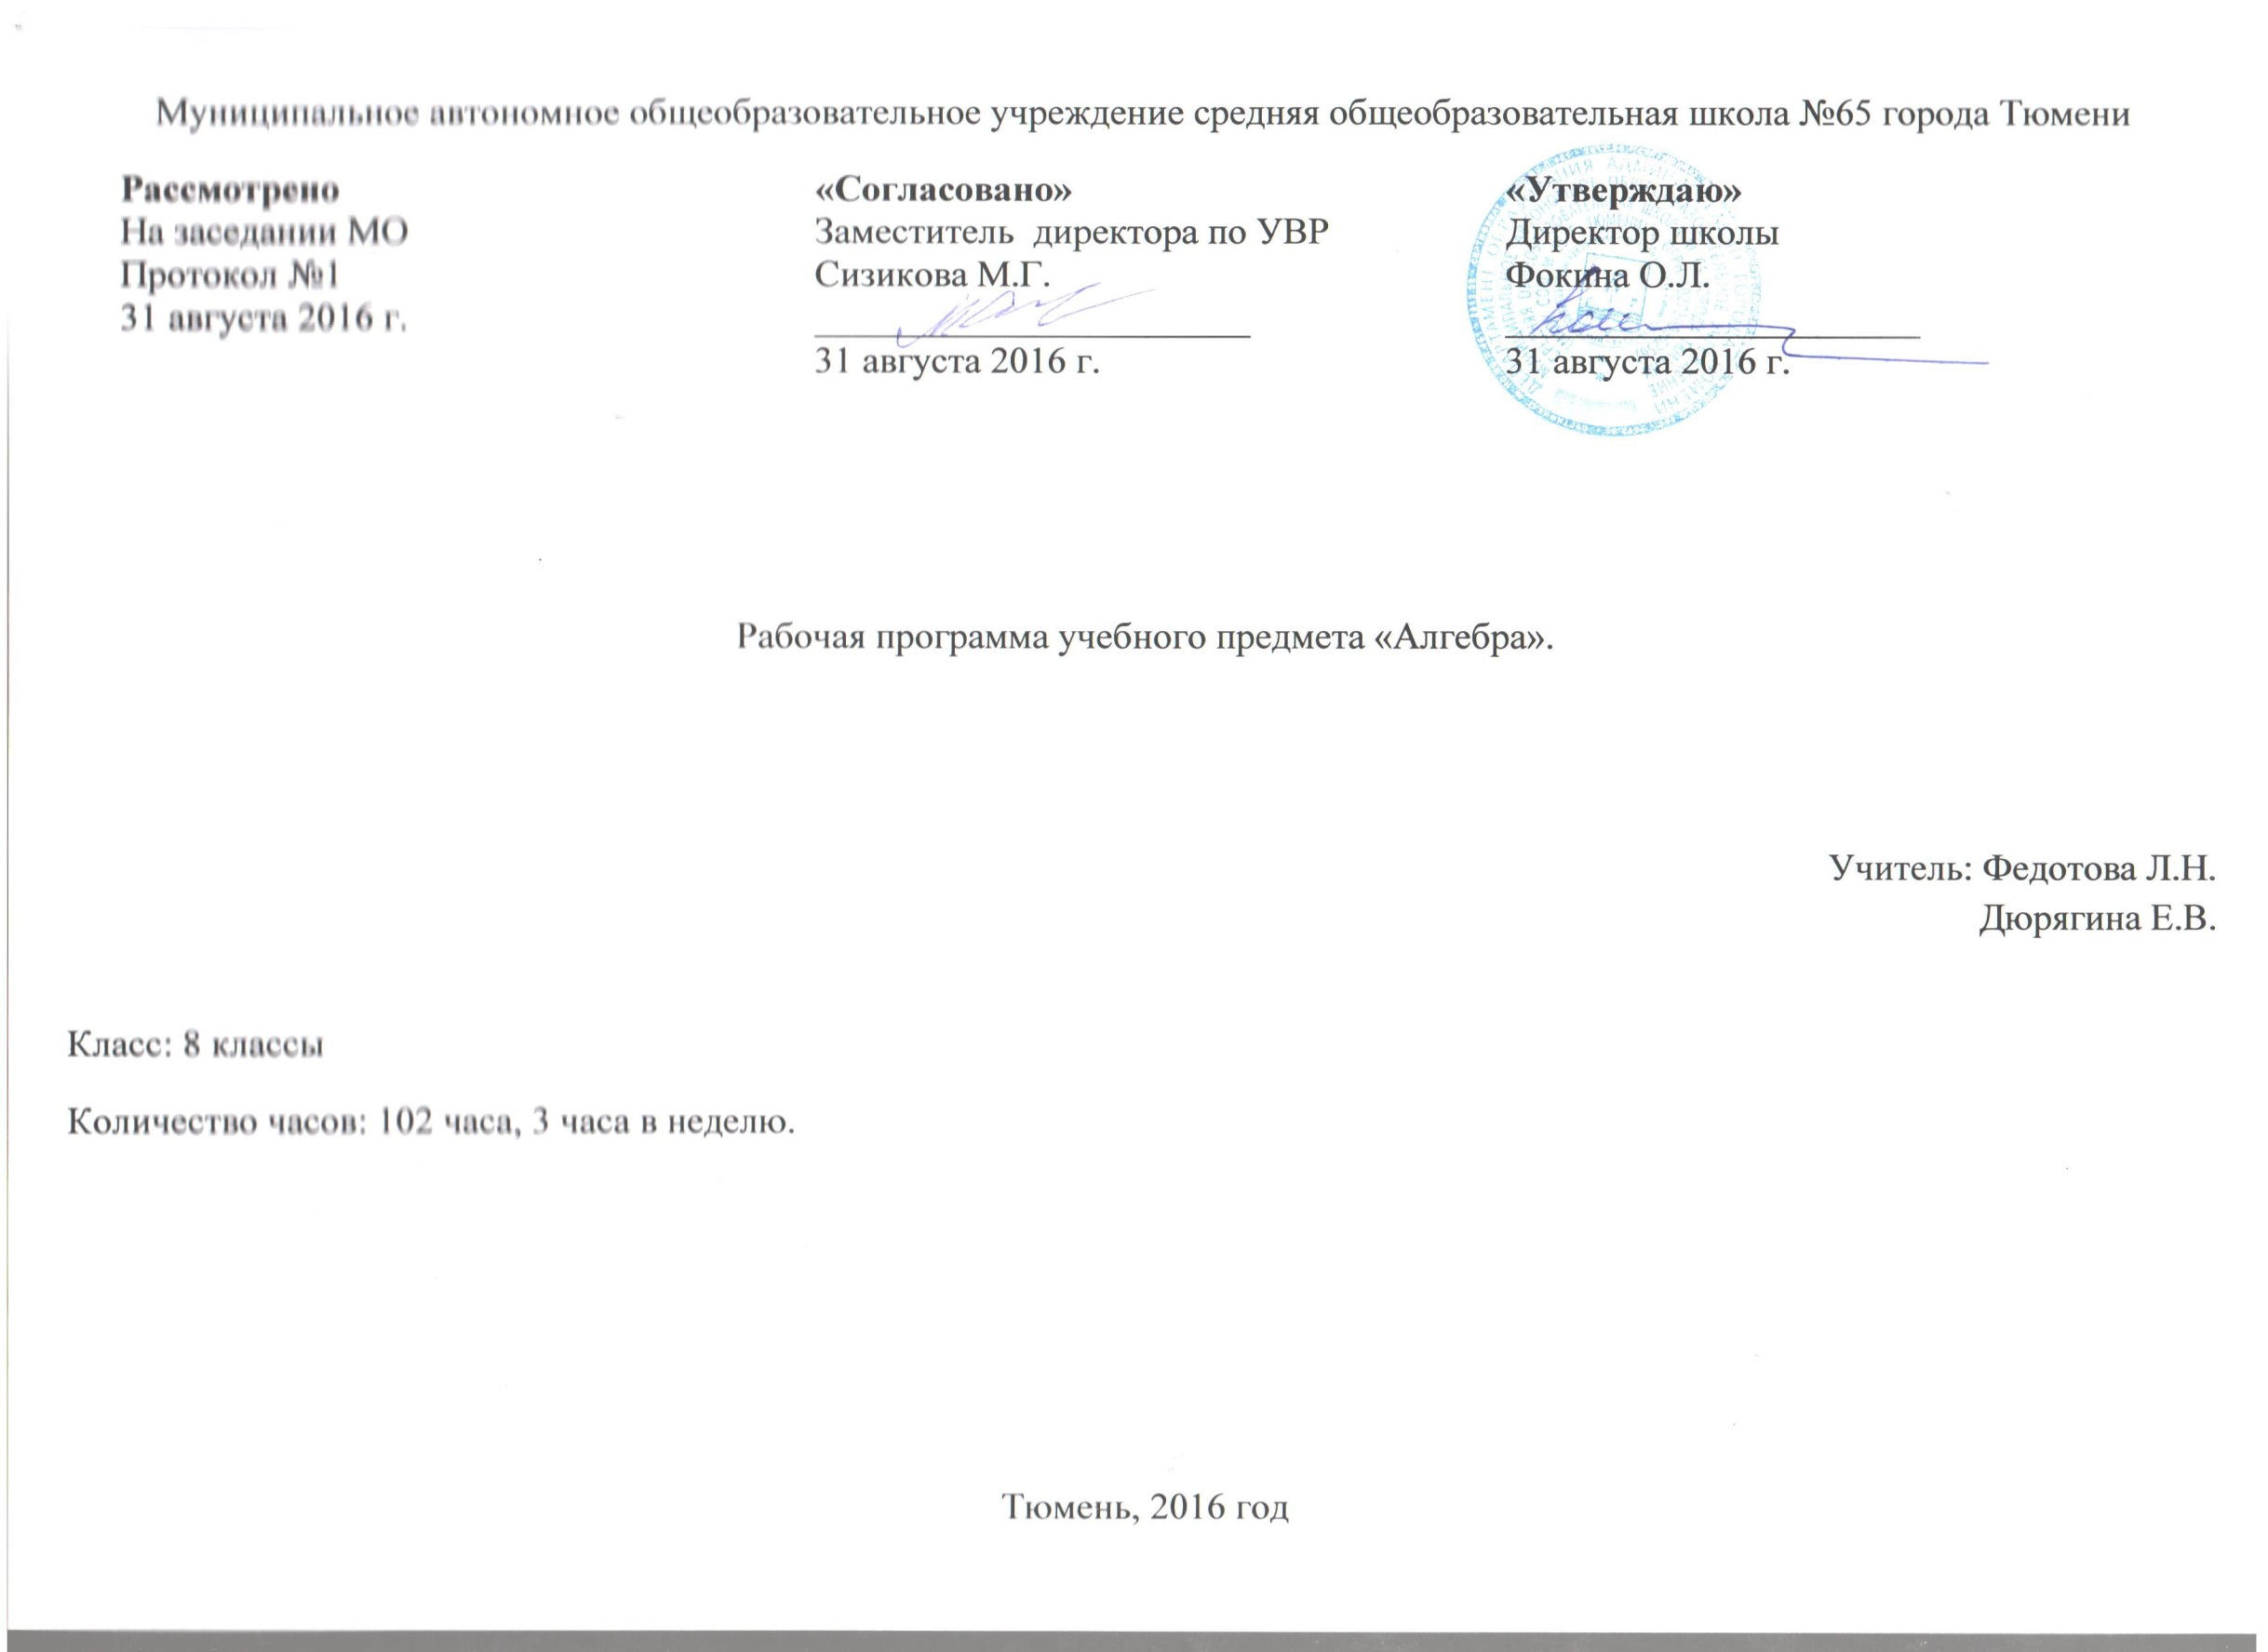 Муниципальное автономное общеобразовательное учреждение средняя общеобразовательная школа №65 города Тюмени
Рассмотрено
На заседании МО
Протокол №1
31 августа 2016 г.
«Согласовано»
Заместитель директора по УВР
Сизикова М.Г.
31 августа 2016 г.
«Утверждаю»
Директор школы
Фокина О.Л.
31 августа 2016 г.
Рабочая программа учебного предмета «Алгебра».
Учитель: Федотова Л.Н.
Дюрягина Е.В.
Класс: 8 классы
Количество часов: 102 часа, 3 часа в неделю.
Тюмень, 2016 год